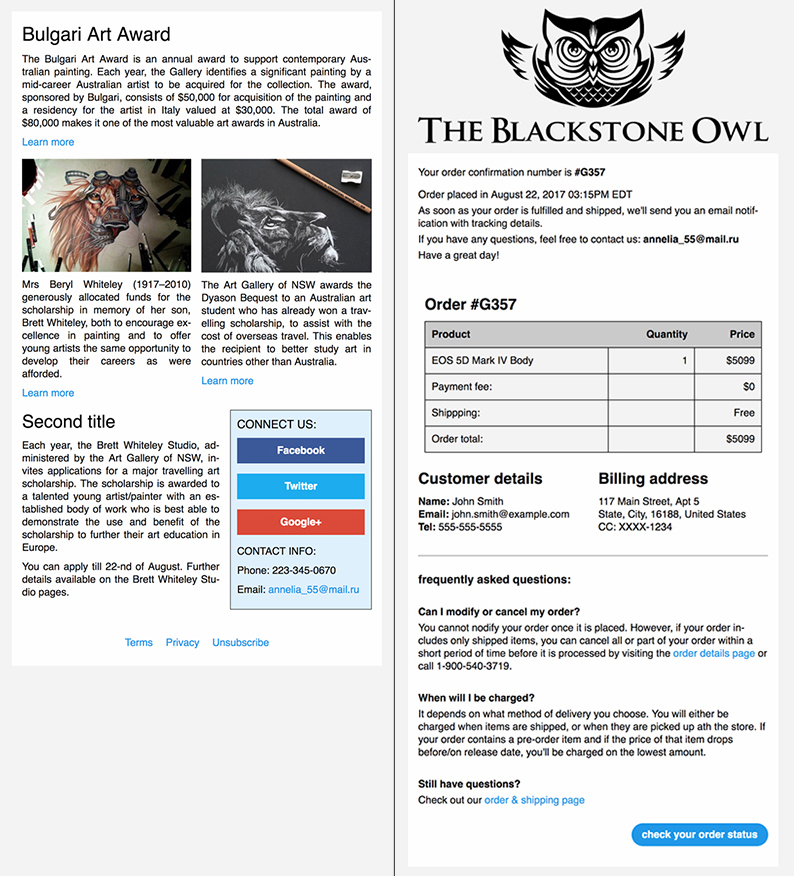 Bulgari Art Award
The Bulgari Art Award is an annual award to support contemporary Aus-
tralian painting. Each year, the Gallery identifies a significant painting by a
mid-career Australian artist to be acquired for the collection. The award,
sponsored by Bulgari, consists of $50,000 for acquisition of the painting and
a residency for the artist in Italy valued at $30,000. The total award of
$80,000 makes it one of the most valuable art awards in Australia.
Learn more
Mrs Beryl Whiteley (1917–2010)
generously allocated funds for the
scholarship in memory of her son,
Brett Whiteley, both to encourage ex-
cellence in painting and to offer
young artists the same opportunity to
develop their careers as were
afforded.
Learn more
The Art Gallery of NSW awards the
Dyason Bequest to an Australian art
student who has already won a trav-
elling scholarship, to assist with the
cost of overseas travel. This enables
the recipient to better study art in
countries other than Australia.
Learn more
Second title
Each year, the Brett Whiteley Studio, ad-
ministered by the Art Gallery of NSW, in-
vites applications for a major travelling art
scholarship. The scholarship is awarded to
a talented young artist/painter with an es-
tablished body of work who is best able to
demonstrate the use and benefit of the
scholarship to further their art education in
Europe.
You can apply till 22-nd of August. Further
details available on the Brett Whiteley Stu-
dio pages.
CONNECT US:
Facebook
Twitter
Google+
CONTACT INFO:
Phone: 223-345-0670
Email: annelia_55@mail.ru
Terms Privacy Unsubscribe
THE BLACKSTONE OWL
Your order confirmation number is #G357
Order placed in August 22, 2017 03:15PM EDT
As soon as your order is fulfilled and shipped, we'll send you an email notif-
ication with tracking details.
If you have any questions, feel free to contact us: annelia_55@mail.ru
Have a great day!
Order #G357
Product Quantity Price
EOS 5D Mark IV Body 1 $5099
Payment fee: $0
Shippping: Free
Order total: $5099
Customer details
Name: John Smith
Email: john.smith@example.com
Tel: 555-555-5555
Billing address
117 Main Street, Apt 5
State, City, 16188, United States
CC: XXXX-1234
frequently asked questions:
Can I modify or cancel my order?
You cannot nodify your order once it is placed. However, if your order in-
cludes only shipped items, you can cancel all or part of your order within a
short period of time before it is processed by visiting the order details page or
call 1-900-540-3719.
When will I be charged?
It depends on what method of delivery you choose. You will either be
charged when items are shipped, or when they are picked up ath the store. If
your order contains a pre-order item and if the price of that item drops
before/on release date, you'll be charged on the lowest amount.
Still have questions?
Check out our order & shipping page
check your order status